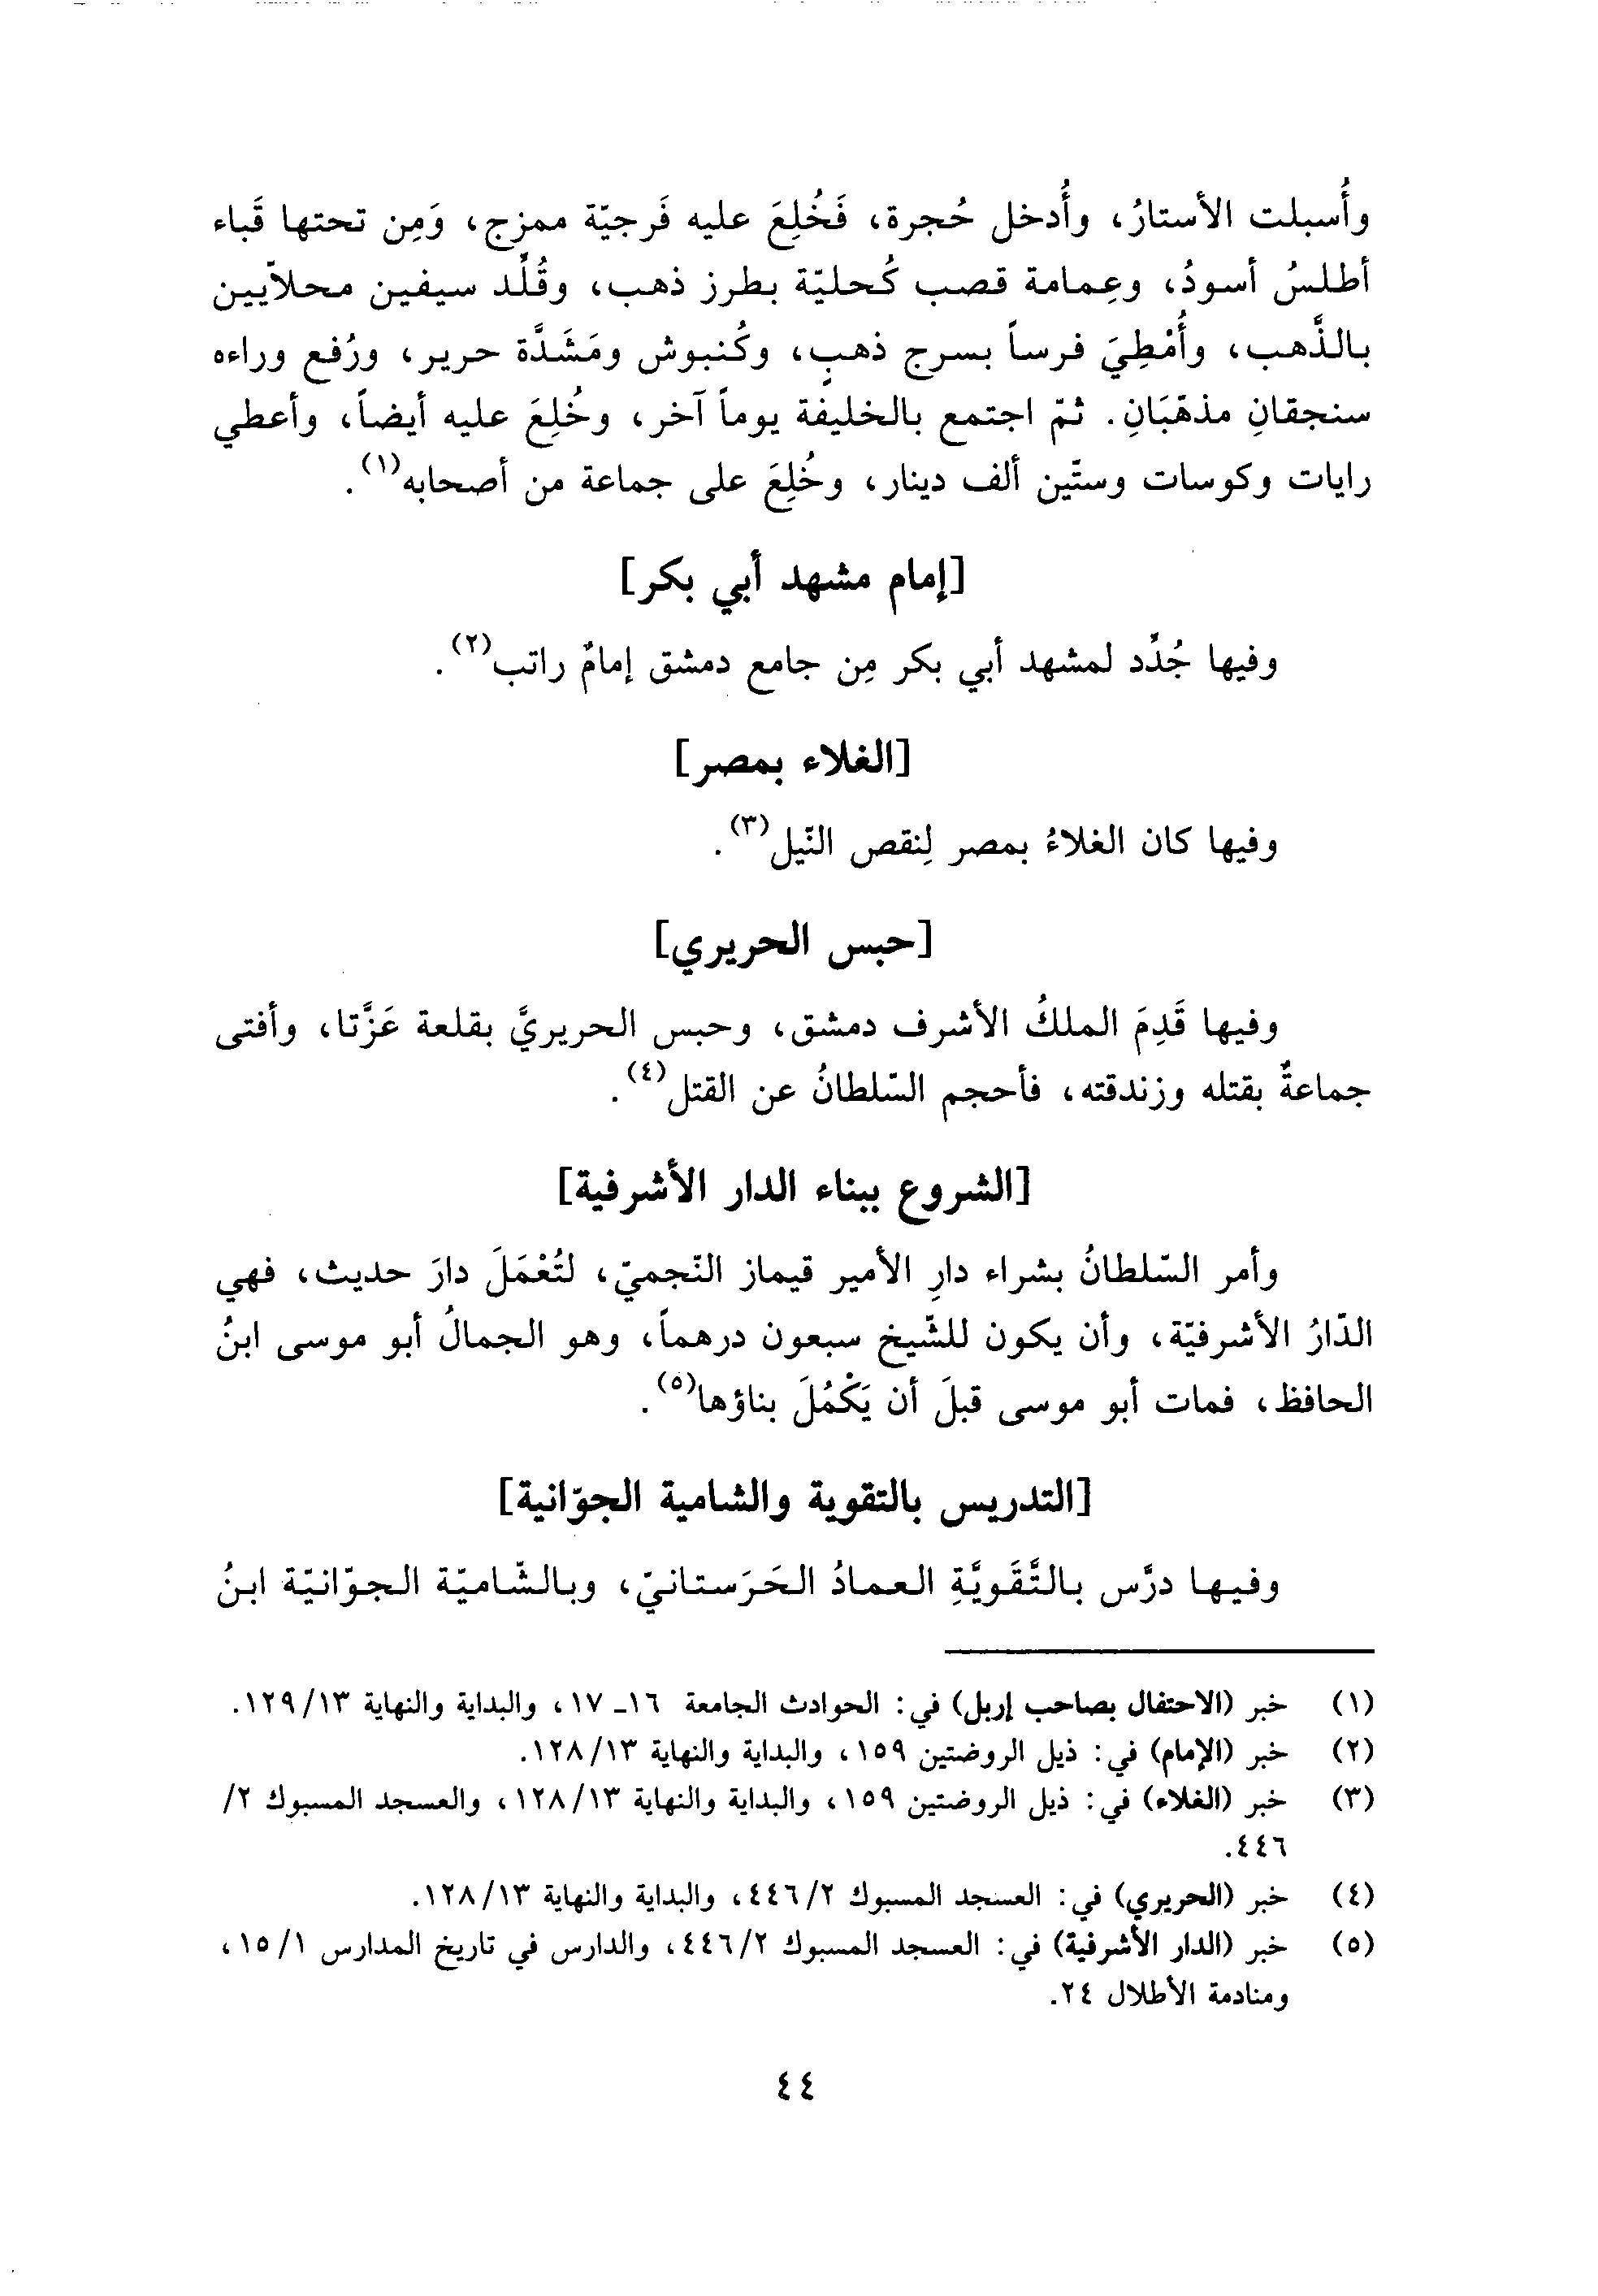 وأُسبلت الأستارُ، وأُدخل حُجرة، فَخُلِعَ عليه فَرجيّة ممزج، وَمِن تحتها قَباء
أطلسُ أسودُ، وعِمامة قصب كُحليّة بطرز ذهب، وقُلِّد سيفين محلاّيين
بالذَّهب، وأُمْطِيَ فرساً بسرج ذهبٍ، وكُنبوش ومَشَدَّة حرير، ورُفع وراءه
سنجقانِ مذهّبَانِ. ثمّ اجتمع بالخليفة يوماً آخر، وخُلِعَ عليه أيضاً، وأعطي
رايات وكوسات وستّين ألف دينار، وخُلِعَ على جماعة من أصحابه(١).
[إمام مشهد أبي بكر]
وفيها جُدِّد لمشهد أبي بكر مِن جامع دمشق إمامٌ راتب(٢).
[الغلاء بمصر]
وفيها كان الغلاءُ بمصر لِنقص النّيل(٣).
[حبس الحريري]
وفيها قَدِمَ الملكُ الأشرف دمشق، وحبس الحريريَّ بقلعة عَزَّتا، وأفتى
جماعةٌ بقتله وزندقته، فأحجم السّلطانُ عن القتل(٤).
[الشروع ببناء الدار الأشرفية]
وأمر السّلطانُ بشراء دارِ الأمير قيماز النّجميّ، لتُعْمَلَ دارَ حديث، فهي
الدّارُ الأشرفيّة، وأن يكون للشّيخ سبعون درهماً، وهو الجمالُ أبو موسى ابنُ
الحافظ، فمات أبو موسى قبلَ أن يَكْمُلَ بناؤها(٥).
[التدريس بالتقوية والشامية الجوّانية]
وفيها درَّس بالتَّقَويَّةِ العمادُ الحَرَستانيّ، وبالشّاميّة الجوّانيّة ابنُ
(١) خبر (الاحتفال بصاحب إربل) في: الحوادث الجامعة ١٦ـ ١٧، والبداية والنهاية ١٢٩/١٣.
(٢) خبر (الإمام) في: ذيل الروضتين ١٥٩، والبداية والنهاية ١٢٨/١٣.
(٣) خبر (الغلاء) في: ذيل الروضتين ١٥٩، والبداية والنهاية ١٢٨/١٣، والعسجد المسبوك ٢/
٤٤٦.
(٤) خبر (الحريري) في: العسجد المسبوك ٤٤٦/٢، والبداية والنهاية ١٢٨/١٣.
(٥) خبر (الدار الأشرفية) في: العسجد المسبوك ٤٤٦/٢، والدارس في تاريخ المدارس ١٥/١،
ومنادمة الأطلال ٢٤.
٤٤